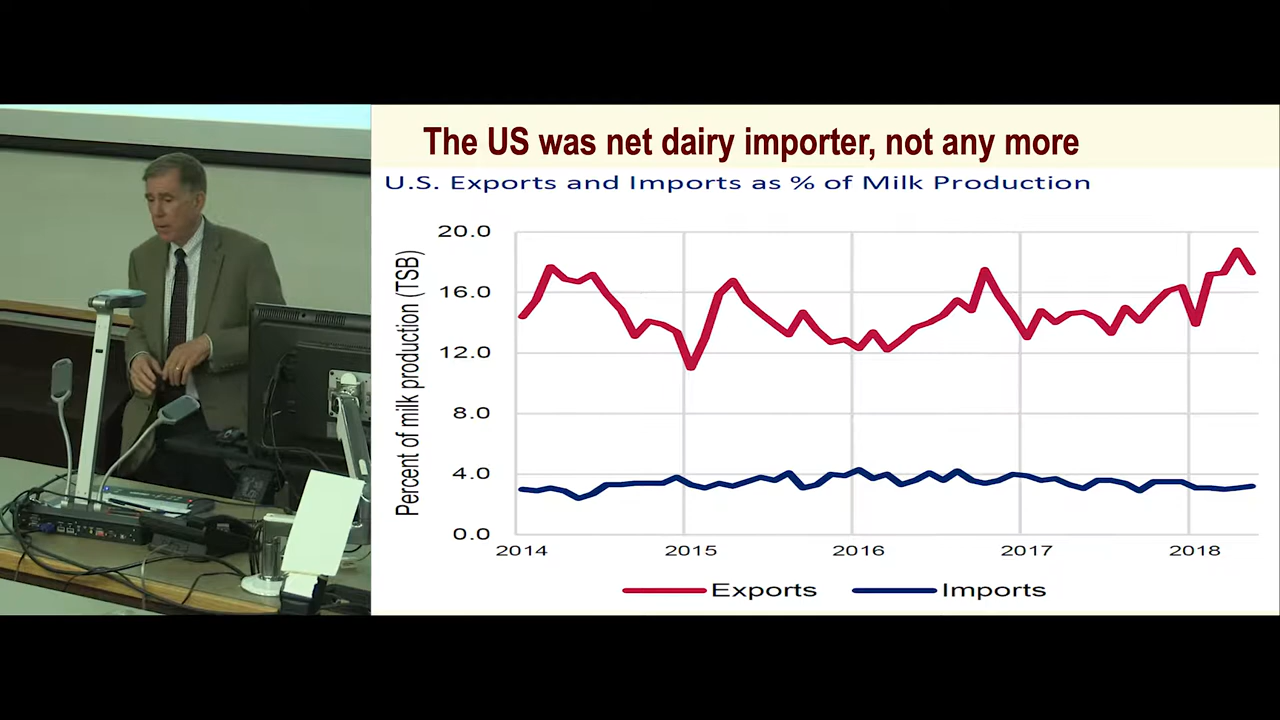 The US was net dairy importer, not any more
U.S. Exports and Imports as % of Milk Production
Percent of milk production (TSB)
20.0
16.0
12.0
8.0
4.0
0.0
2014 2015 2016 2017 2018
Exports Imports